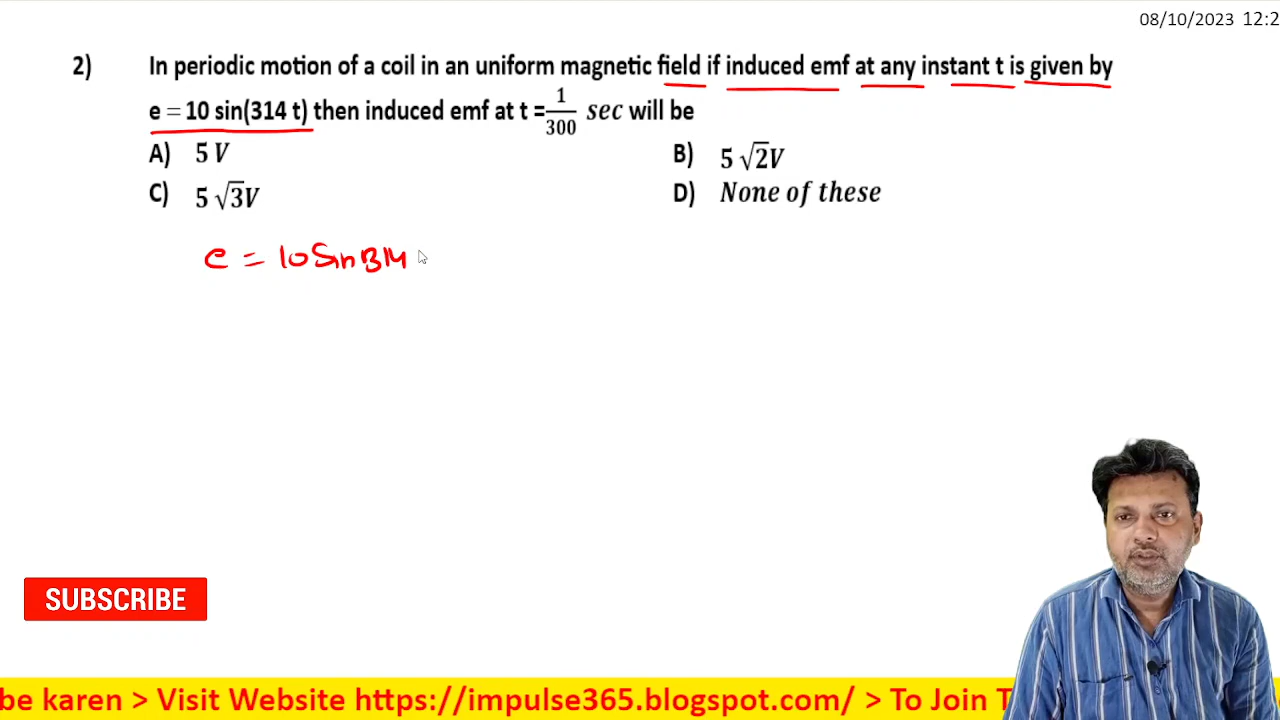 08/10/2023 12:2
2) In periodic motion of a coil in an uniform magnetic field if induced emf at any instant t is given by
e = 10 sin(314 t) then induced emf at t = 1/300 sec will be
A) 5 V B) 5 √2V
C) 5 √3V D) None of these
e = 10 Sin 314
SUBSCRIBE
be karen > Visit Website https://impulse365.blogspot.com/ > To Join T